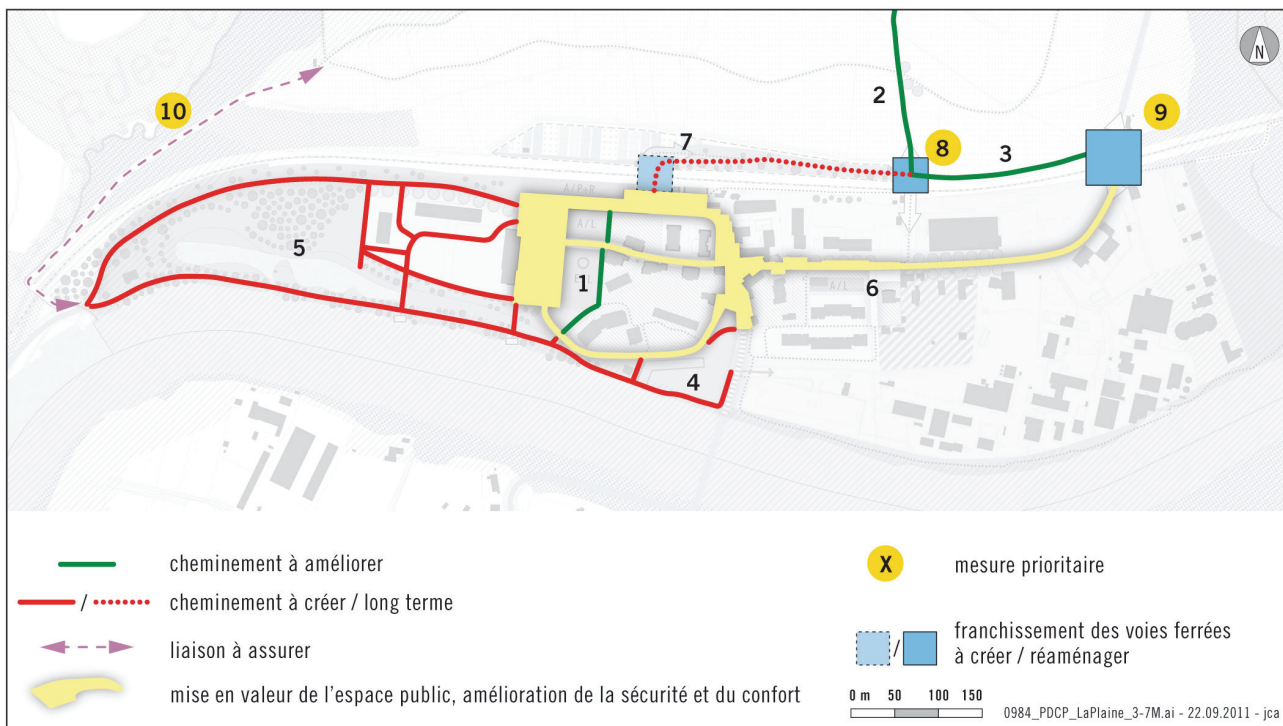 N
10
2
7
8
9
3
A/P+R
A/L
5
1
6
A/L
4
cheminement à améliorer
X
mesure prioritaire
/
cheminement à créer / long terme
liaison à assurer
/
franchissement des voies ferrées
à créer / réaménager
mise en valeur de l'espace public, amélioration de la sécurité et du confort
0 m 50 100 150
0984_PDCP_LaPlaine_3-7M.ai - 22.09.2011 - jca